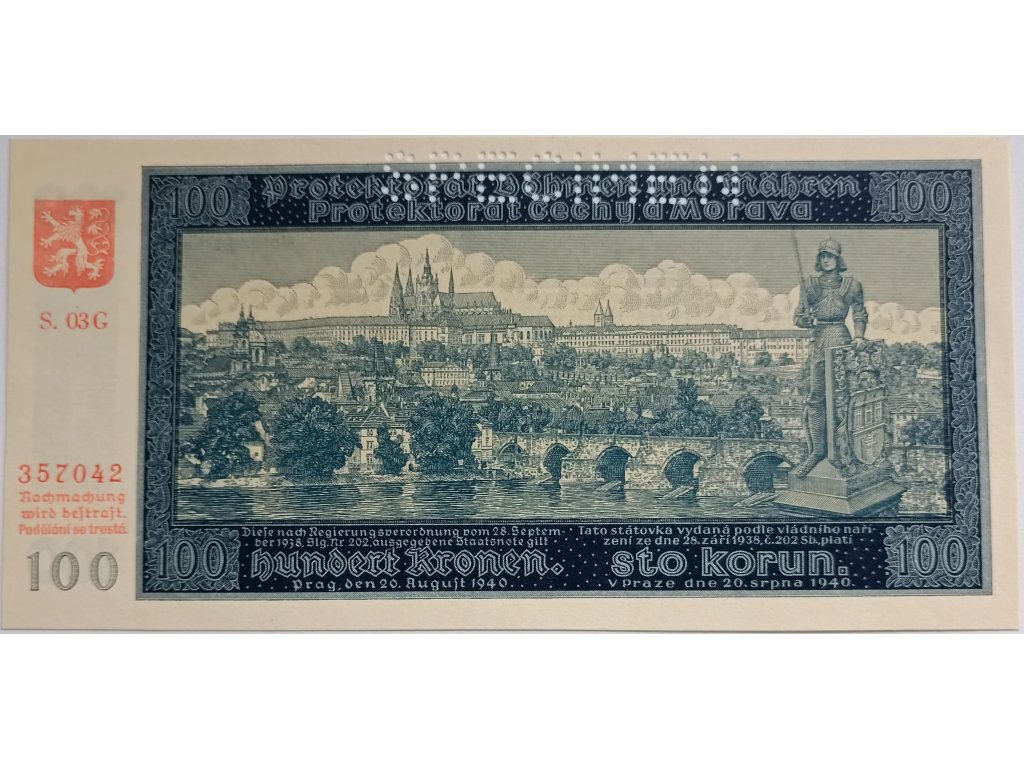 SPECIMEN
100 Protektorat Böhmen und Mähren 100
Protektorat Čechy a Morava
S. 03 G
357042
Nachmachung
wird bestraft.
Padělání se trestá.
100
Diese nach Regierungsverordnung vom 28. Septem-
ber 1938, Slg. Nr. 202, ausgegebene Staatsnote gilt
hundert Kronen.
Prag, den 20. August 1940.
Tato státovka vydaná podle vládního naří-
zení ze dne 28. září 1938, č. 202 Sb., platí
sto korun.
V Praze dne 20. srpna 1940.
100 100